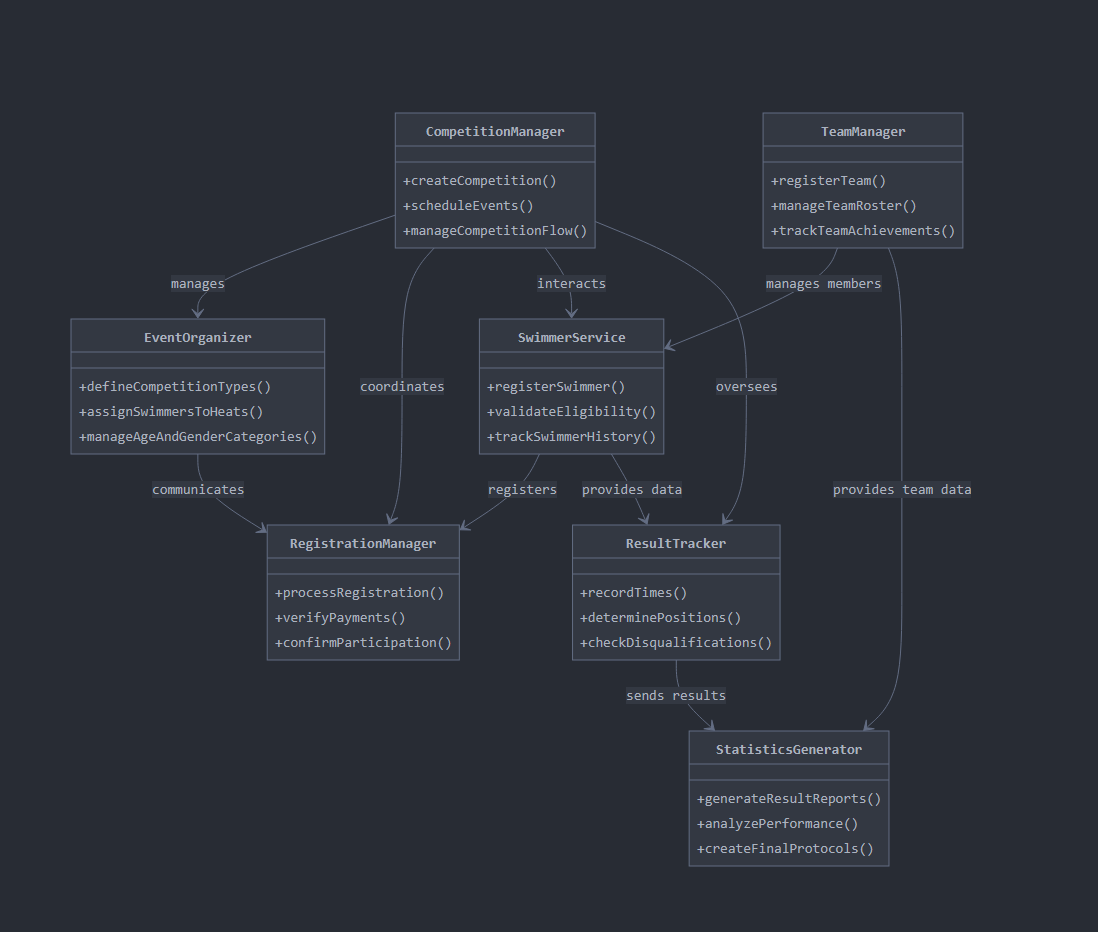 CompetitionManager
+createCompetition()
+scheduleEvents()
+manageCompetitionFlow()
TeamManager
+registerTeam()
+manageTeamRoster()
+trackTeamAchievements()
manages
interacts
manages members
EventOrganizer
+defineCompetitionTypes()
+assignSwimmersToHeats()
+manageAgeAndGenderCategories()
coordinates
SwimmerService
+registerSwimmer()
+validateEligibility()
+trackSwimmerHistory()
oversees
communicates
registers
provides data
provides team data
RegistrationManager
+processRegistration()
+verifyPayments()
+confirmParticipation()
ResultTracker
+recordTimes()
+determinePositions()
+checkDisqualifications()
sends results
StatisticsGenerator
+generateResultReports()
+analyzePerformance()
+createFinalProtocols()